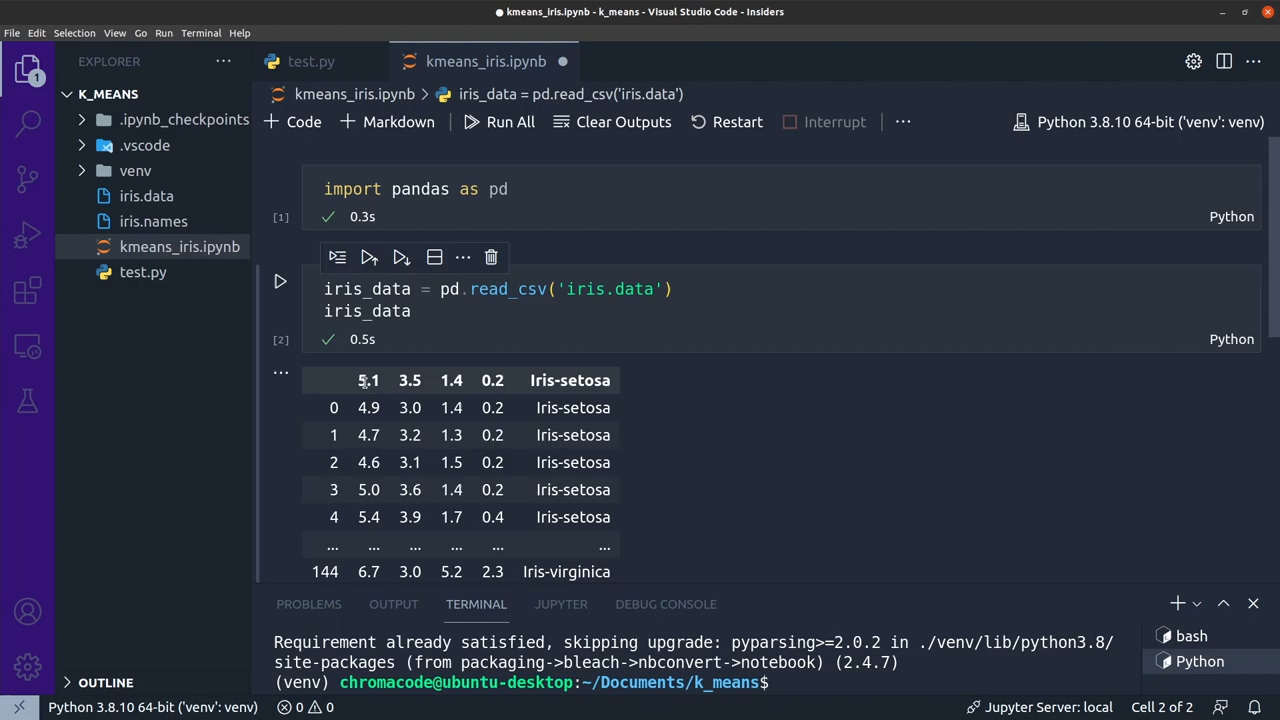 kmeans_iris.ipynb - k_means - Visual Studio Code - Insiders
File Edit Selection View Go Run Terminal Help
EXPLORER
test.py
kmeans_iris.ipynb
K_MEANS
kmeans_iris.ipynb > iris_data = pd.read_csv('iris.data')
.ipynb_checkpoints
Code Markdown Run All Clear Outputs Restart Interrupt Python 3.8.10 64-bit ('venv': venv)
.vscode
venv
iris.data
iris.names
kmeans_iris.ipynb
test.py
1
import pandas as pd
[1] 0.3s Python
iris_data = pd.read_csv('iris.data')
iris_data
[2] 0.5s Python
5.1 3.5 1.4 0.2 Iris-setosa
0 4.9 3.0 1.4 0.2 Iris-setosa
1 4.7 3.2 1.3 0.2 Iris-setosa
2 4.6 3.1 1.5 0.2 Iris-setosa
3 5.0 3.6 1.4 0.2 Iris-setosa
4 5.4 3.9 1.7 0.4 Iris-setosa
... ... ... ... ... ...
144 6.7 3.0 5.2 2.3 Iris-virginica
PROBLEMS OUTPUT TERMINAL JUPYTER DEBUG CONSOLE
Requirement already satisfied, skipping upgrade: pyparsing>=2.0.2 in ./venv/lib/python3.8/
site-packages (from packaging->bleach->nbconvert->notebook) (2.4.7)
(venv) chromacode@ubuntu-desktop:~/Documents/k_means$
bash
Python
OUTLINE
Python 3.8.10 64-bit ('venv': venv) 0 0 Jupyter Server: local Cell 2 of 2